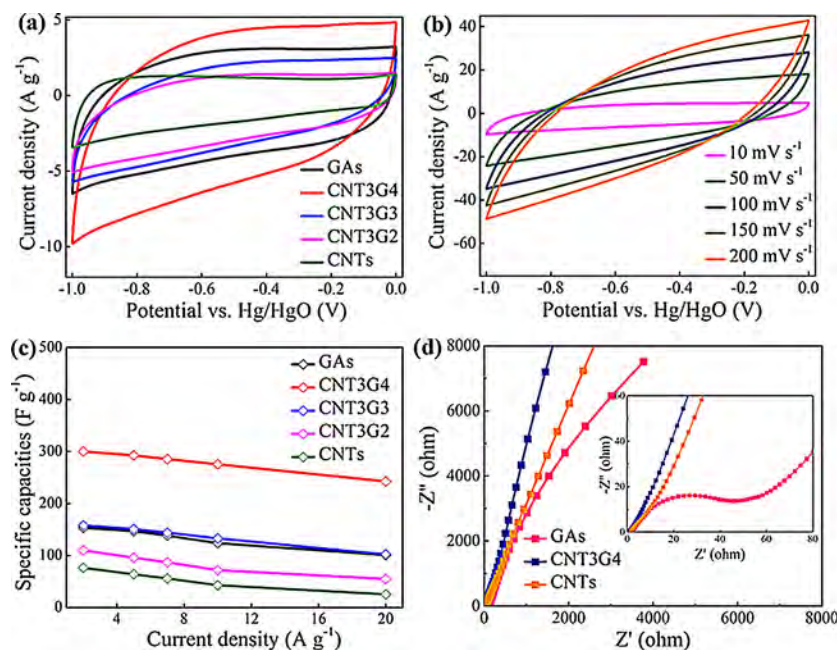 (a)
Current density (A g⁻¹)
5
0
-5
-10
GAs
CNT3G4
CNT3G3
CNT3G2
CNTs
-1.0 -0.8 -0.6 -0.4 -0.2 0.0
Potential vs. Hg/HgO (V)
(b)
Current density (A g⁻¹)
40
20
0
-20
-40
-60
10 mV s⁻¹
50 mV s⁻¹
100 mV s⁻¹
150 mV s⁻¹
200 mV s⁻¹
-1.0 -0.8 -0.6 -0.4 -0.2 0.0
Potential vs. Hg/HgO (V)
(c)
Specific capacities (F g⁻¹)
500
400
300
200
100
0
GAs
CNT3G4
CNT3G3
CNT3G2
CNTs
4 8 12 16 20
Current density (A g⁻¹)
(d)
-Z" (ohm)
8000
6000
4000
2000
0
GAs
CNT3G4
CNTs
-Z" (ohm)
60
40
20
0
0 20 40 60 80
Z' (ohm)
0 2000 4000 6000 8000
Z' (ohm)